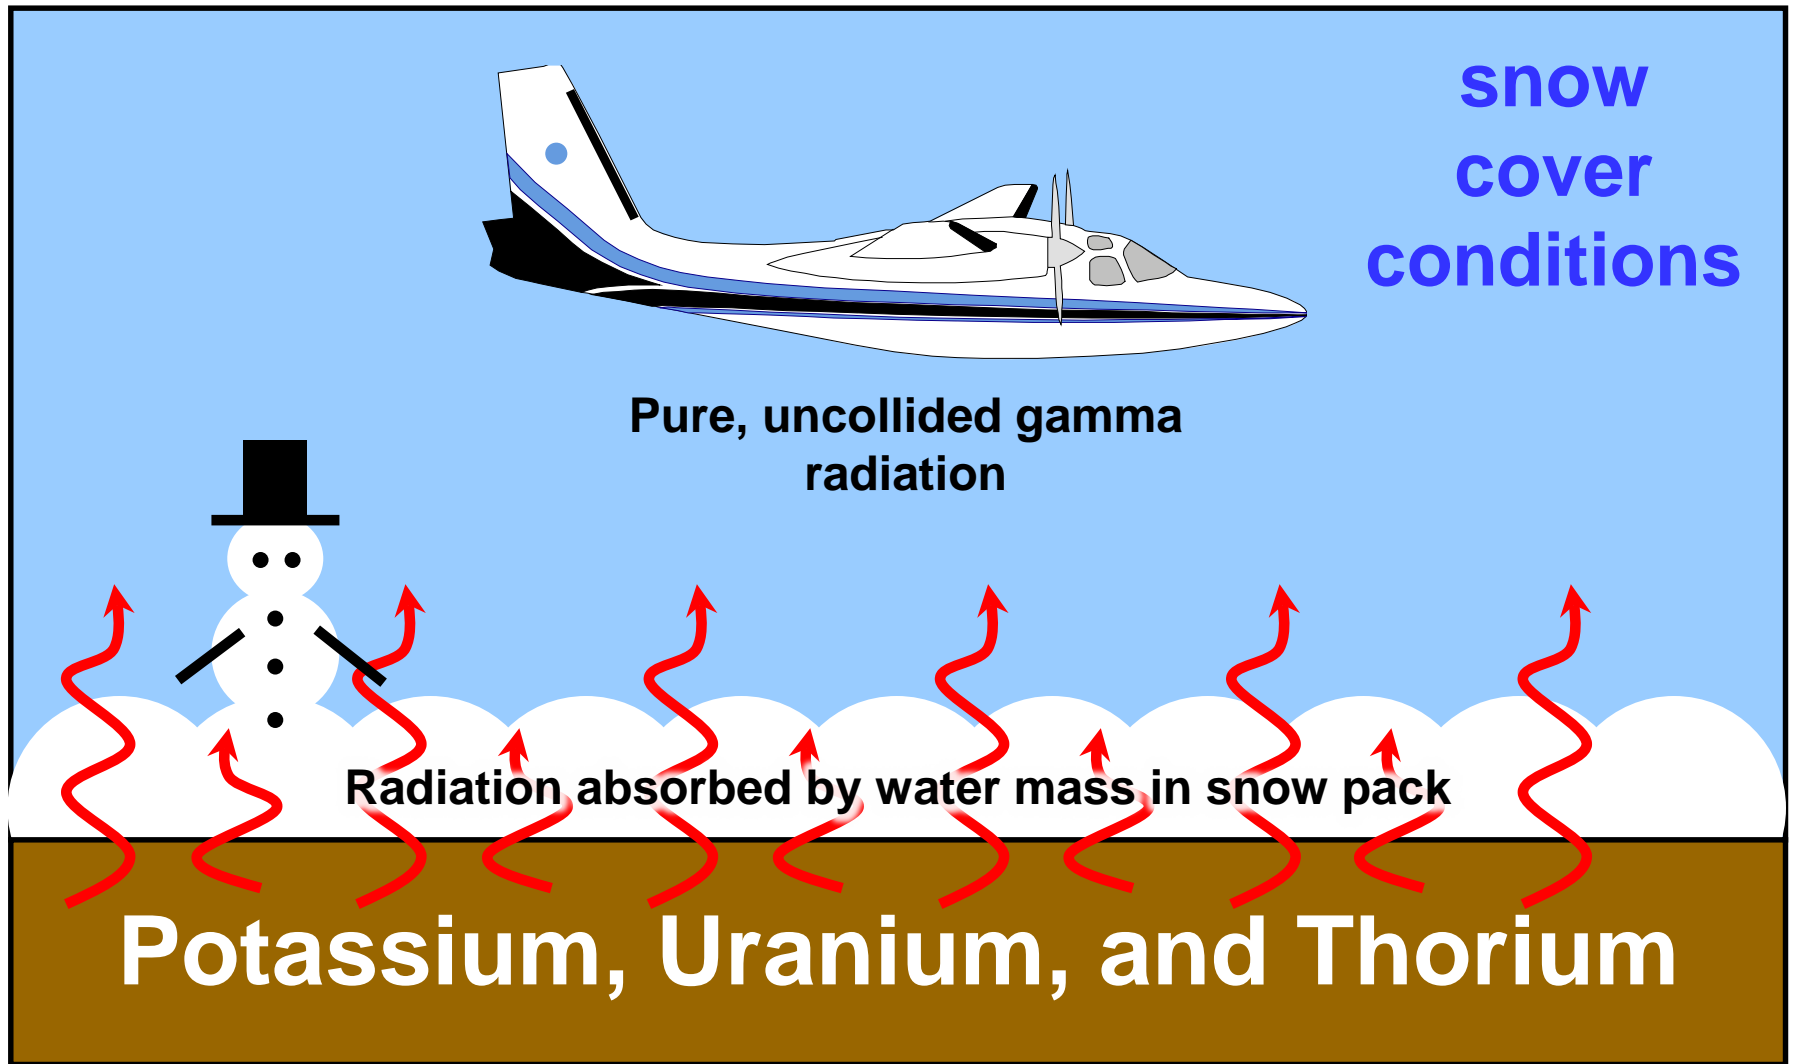 snow
cover
conditions
Pure, uncollided gamma
radiation
Radiation absorbed by water mass in snow pack
Potassium, Uranium, and Thorium